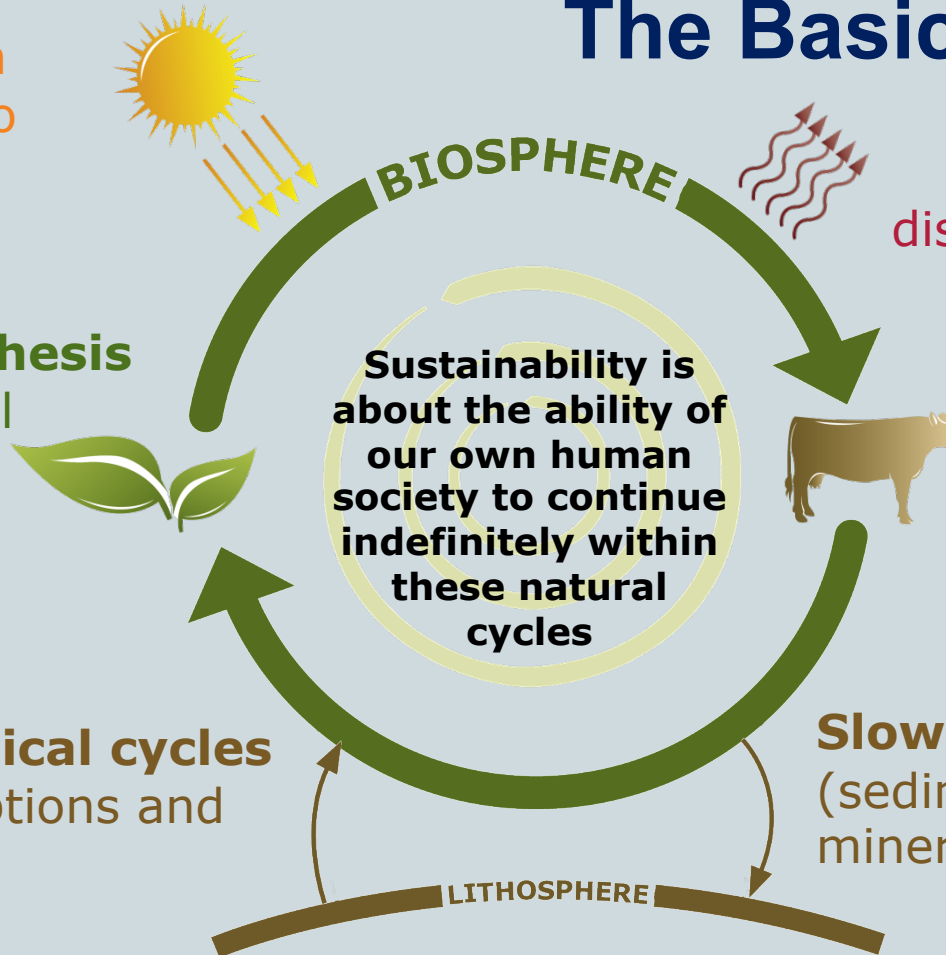 The Basic
BIOSPHERE
dis
hesis
l
Sustainability is
about the ability of
our own human
society to continue
indefinitely within
these natural
cycles
ical cycles
tions and
Slow
(sedi
miner
LITHOSPHERE